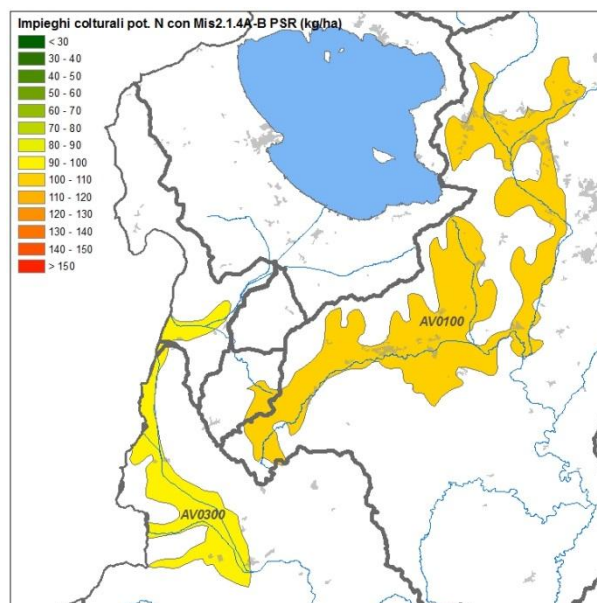 Impieghi colturali pot. N con Mis2.1.4A-B PSR (kg/ha)
< 30
30 - 40
40 - 50
50 - 60
60 - 70
70 - 80
80 - 90
90 - 100
100 - 110
110 - 120
120 - 130
130 - 140
140 - 150
> 150
AV0100
AV0300